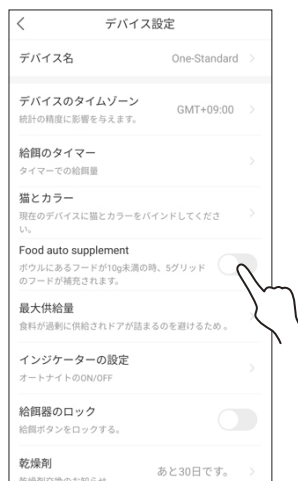 デバイス設定
デバイス名 One-Standard
デバイスのタイムゾーン GMT+09:00
統計の精度に影響を与えます。
給餌のタイマー
タイマーでの給餌量
猫とカラー
現在のデバイスに猫とカラーをバインドしてくださ
い。
Food auto supplement
ボウルにあるフードが10g未満の時、5グリッド
のフードが補充されます。
最大供給量
食料が過剰に供給されドアが詰まるのを避けるため 。
インジケーターの設定
オートナイトのON/OFF
給餌器のロック
給餌ボタンをロックする。
乾燥剤 あと30日です。
乾燥剤交換のお知らせ